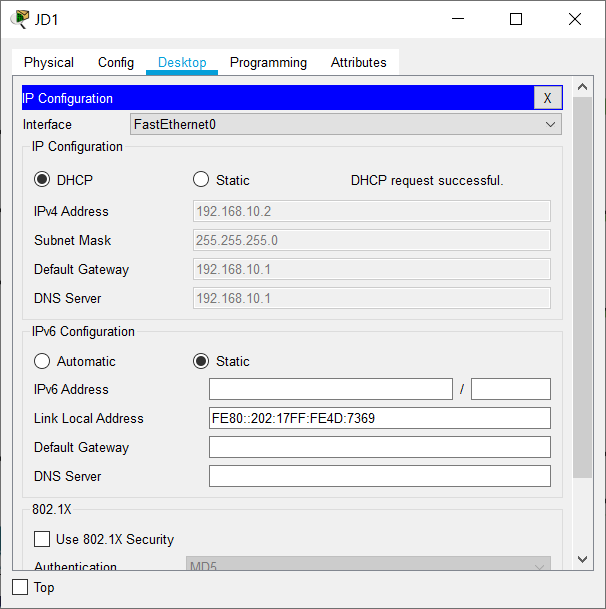 JD1
Physical Config Desktop Programming Attributes
IP Configuration X
Interface FastEthernet0
IP Configuration
DHCP Static DHCP request successful.
IPv4 Address 192.168.10.2
Subnet Mask 255.255.255.0
Default Gateway 192.168.10.1
DNS Server 192.168.10.1
IPv6 Configuration
Automatic Static
IPv6 Address /
Link Local Address FE80::202:17FF:FE4D:7369
Default Gateway
DNS Server
802.1X
Use 802.1X Security
Authentication MD5
Top